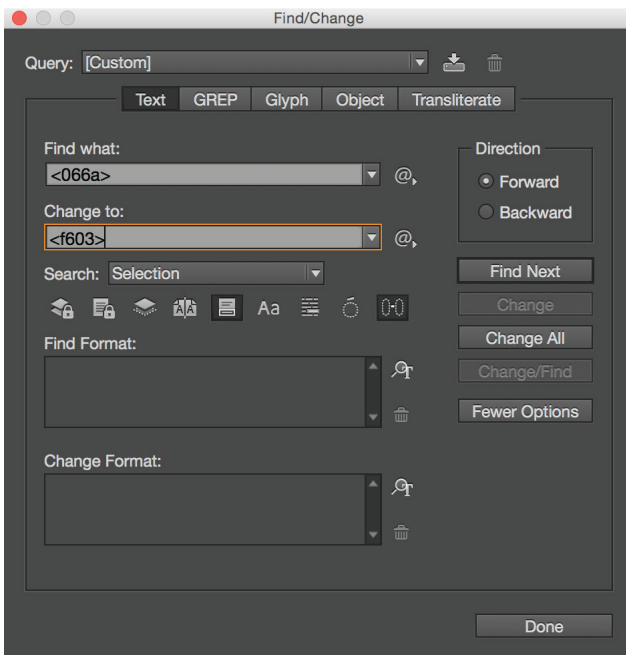 Find/Change
Query: [Custom]
Text GREP Glyph Object Transliterate
Find what:
<066a>
@
Change to:
<f603>
@
Search: Selection
Aa
Find Format:
Change Format:
Direction
Forward
Backward
Find Next
Change
Change All
Change/Find
Fewer Options
Done